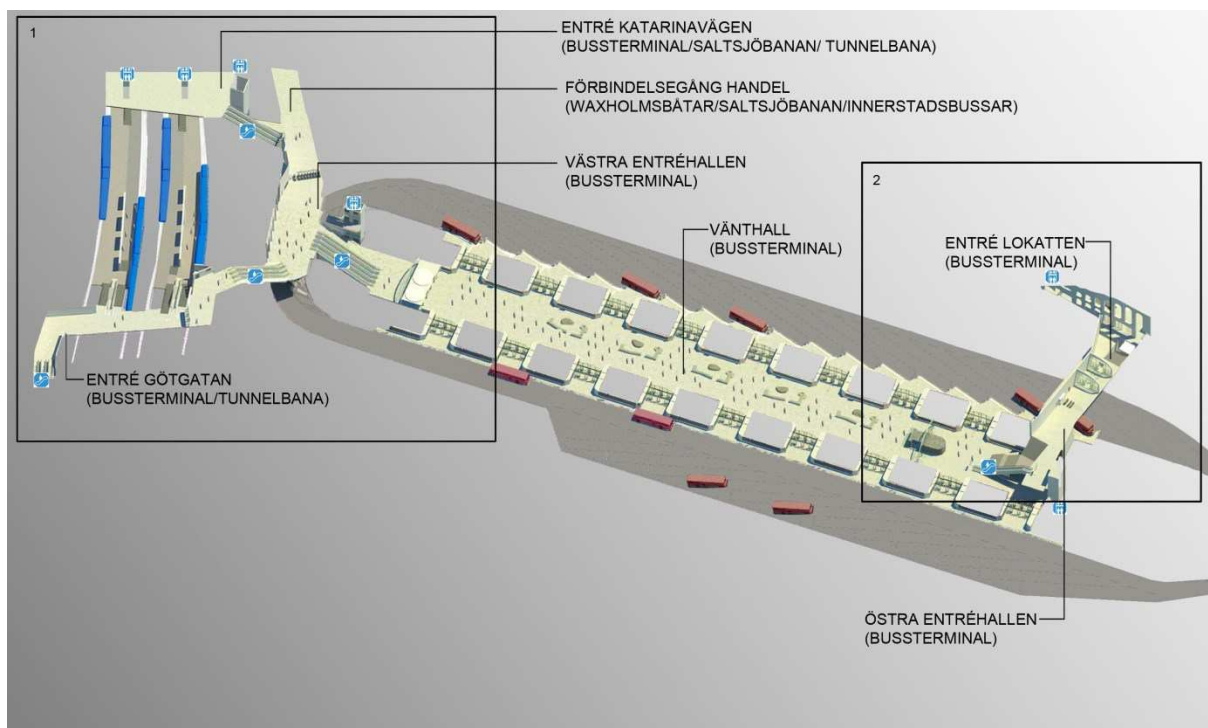 1
ENTRÉ KATARINAVÄGEN
(BUSSTERMINAL/SALTSJÖBANAN/ TUNNELBANA)
FÖRBINDELSEGÅNG HANDEL
(WAXHOLMSBÅTAR/SALTSJÖBANAN/INNERSTADSBUSSAR)
VÄSTRA ENTRÉHALLEN
(BUSSTERMINAL)
2
VÄNTHALL
(BUSSTERMINAL)
ENTRÉ LOKATTEN
(BUSSTERMINAL)
ENTRÉ GÖTGATAN
(BUSSTERMINAL/TUNNELBANA)
ÖSTRA ENTRÉHALLEN
(BUSSTERMINAL)